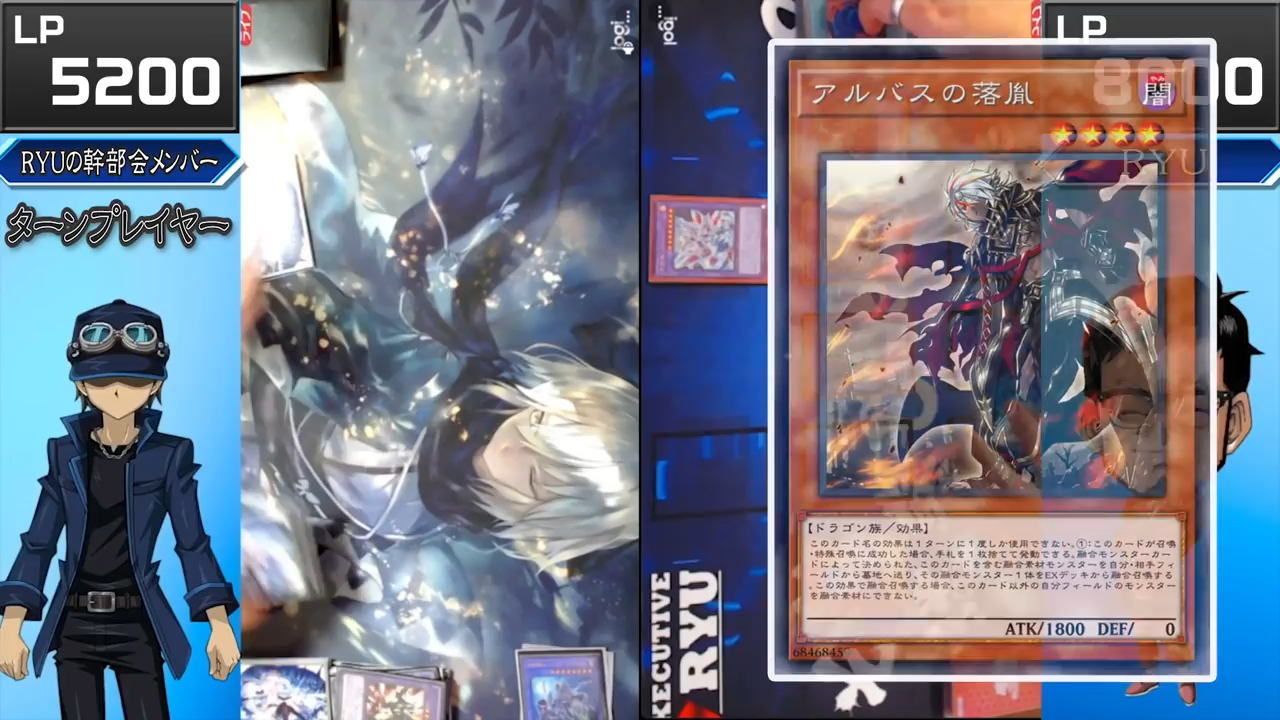 LP
5200
RYUの幹部会メンバー
ターンプレイヤー
LP
8000
RYU
アルバスの落胤
闇
【ドラゴン族/効果】
このカード名の効果は1ターンに1度しか使用できない。①:このカードが召喚
・特殊召喚に成功した場合、手札を1枚捨てて発動できる。融合モンスターカー
ドによって決められた、このカードを含む融合素材モンスターを自分・相手フィ
ールドから墓地へ送り、その融合モンスター1体をEXデッキから融合召喚する
。この効果で融合召喚する場合、このカード以外の自分フィールドのモンスター
を融合素材にできない。
ATK/1800 DEF/ 0
6846845
EXECUTIVE
RYU